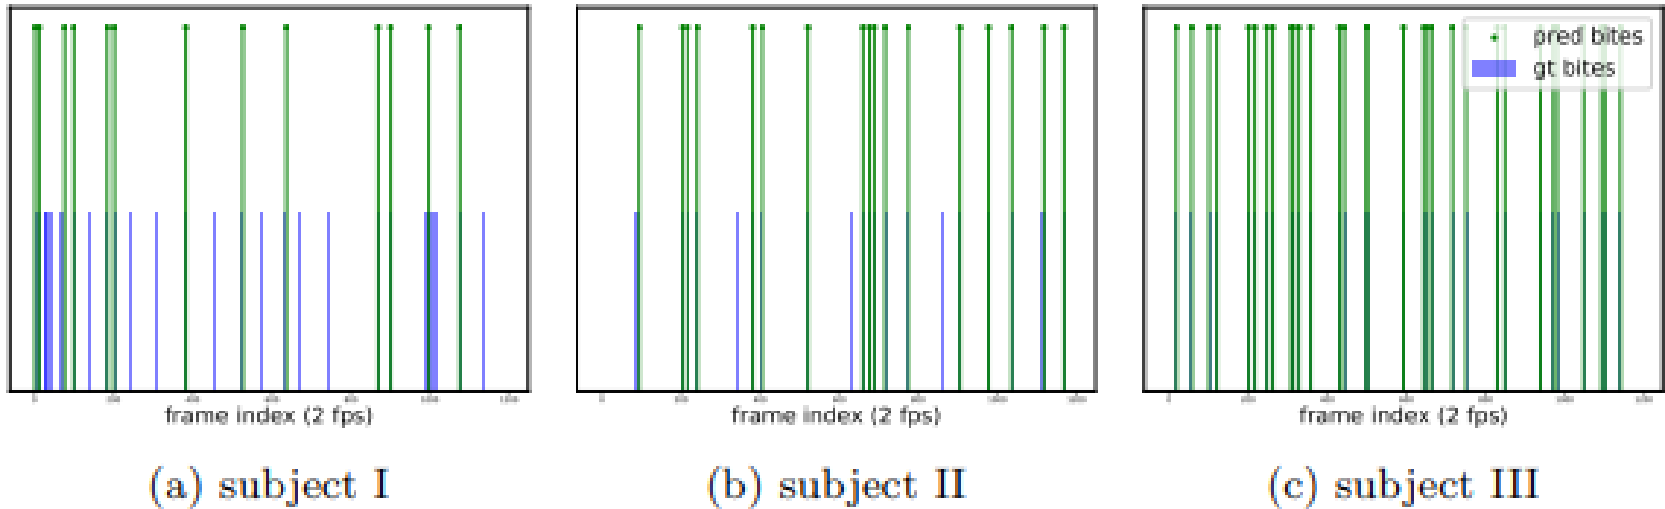 pred bites
gt bites
frame index (2 fps)
frame index (2 fps)
frame index (2 fps)
(a) subject I
(b) subject II
(c) subject III